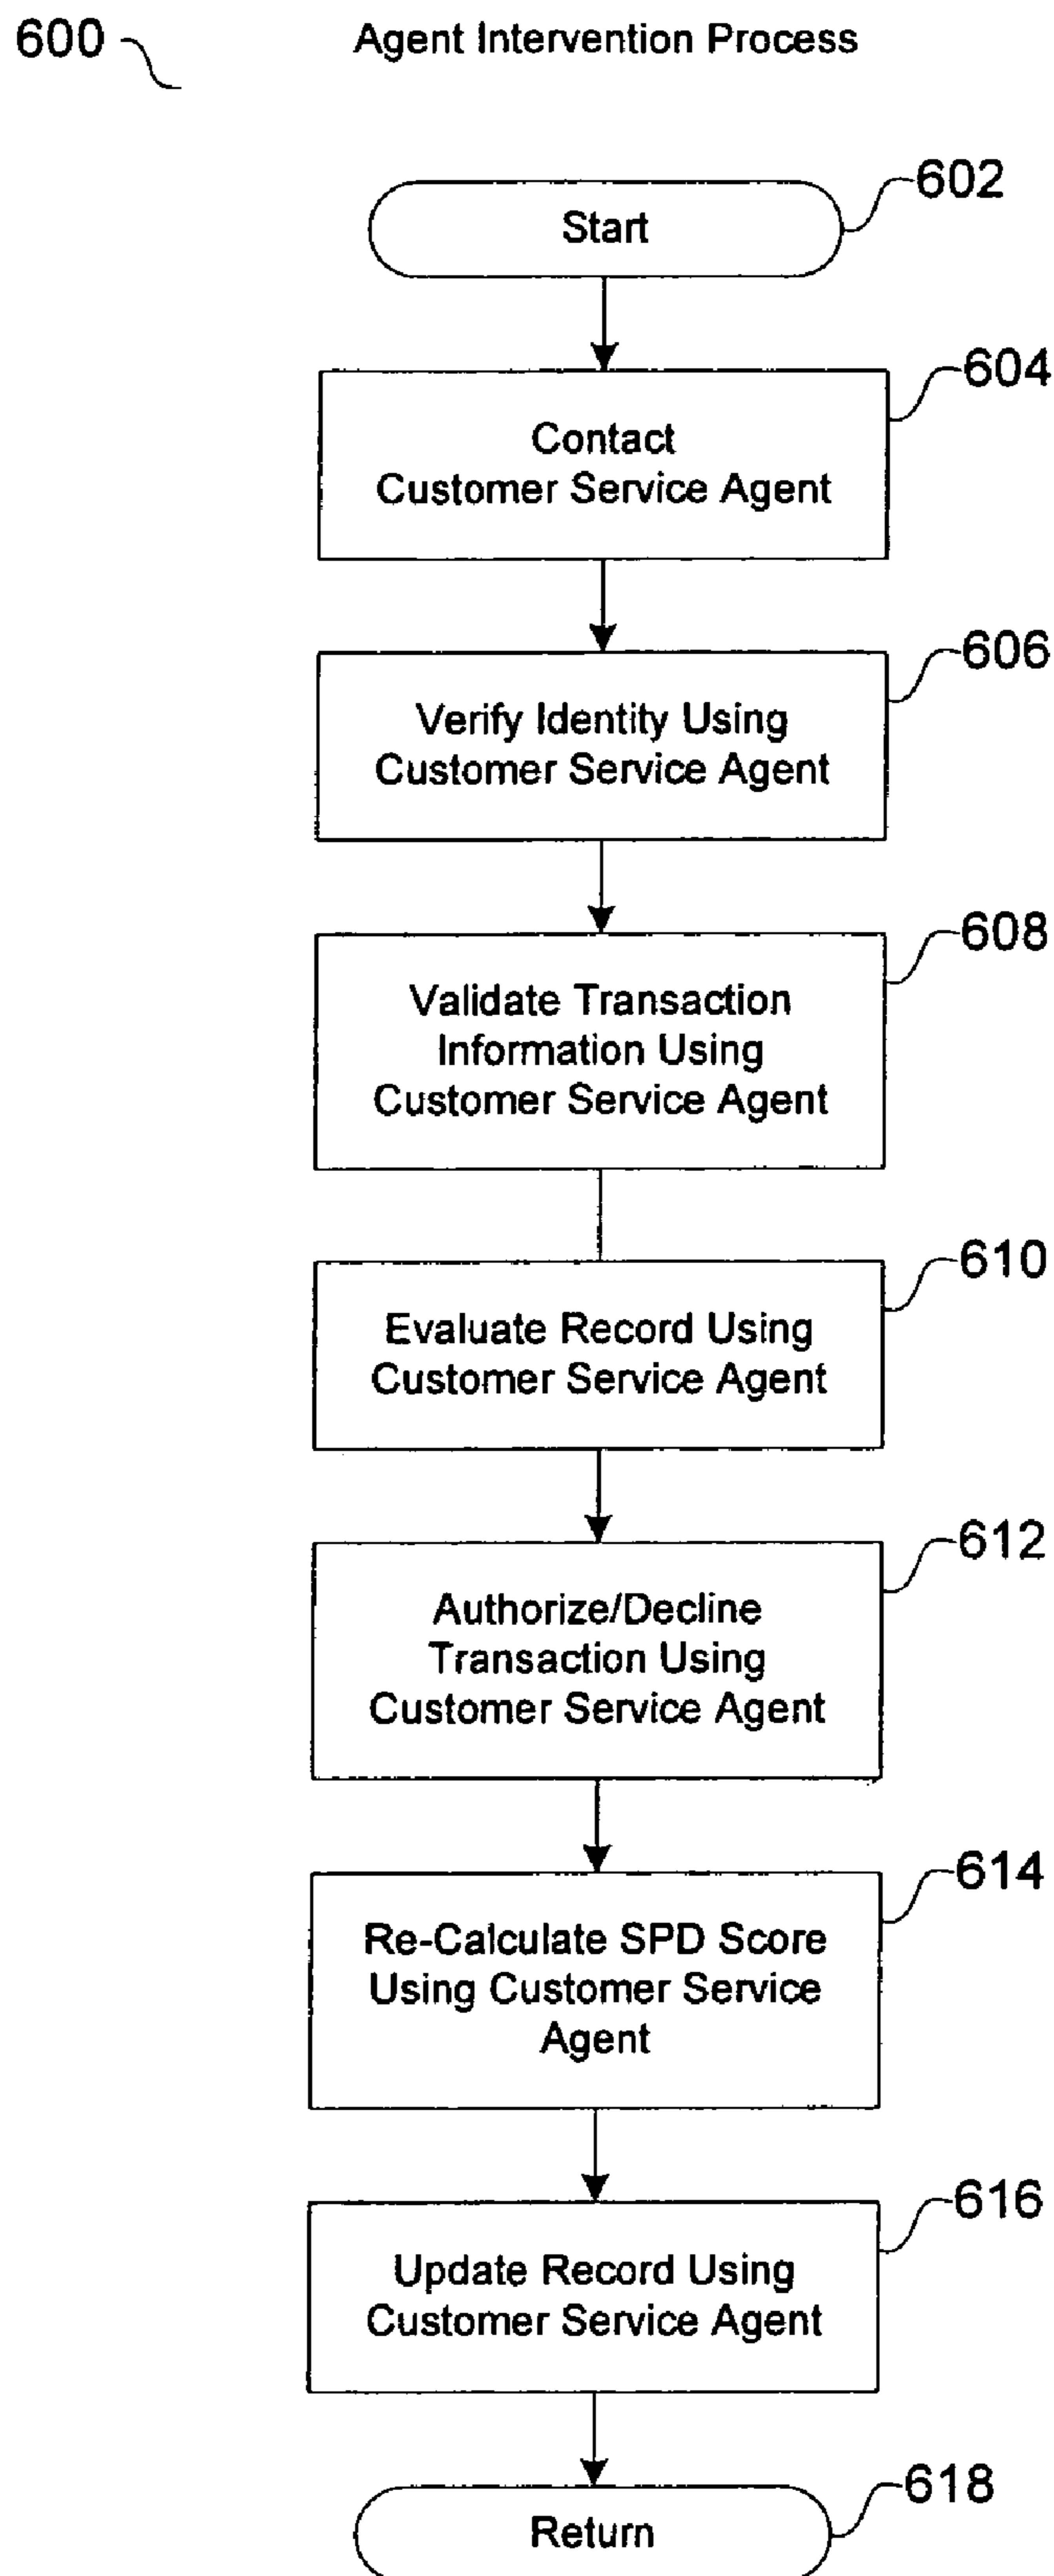 600
Agent Intervention Process
Start
602
Contact
Customer Service Agent
604
Verify Identity Using
Customer Service Agent
606
Validate Transaction
Information Using
Customer Service Agent
608
Evaluate Record Using
Customer Service Agent
610
Authorize/Decline
Transaction Using
Customer Service Agent
612
Re-Calculate SPD Score
Using Customer Service
Agent
614
Update Record Using
Customer Service Agent
616
Return
618